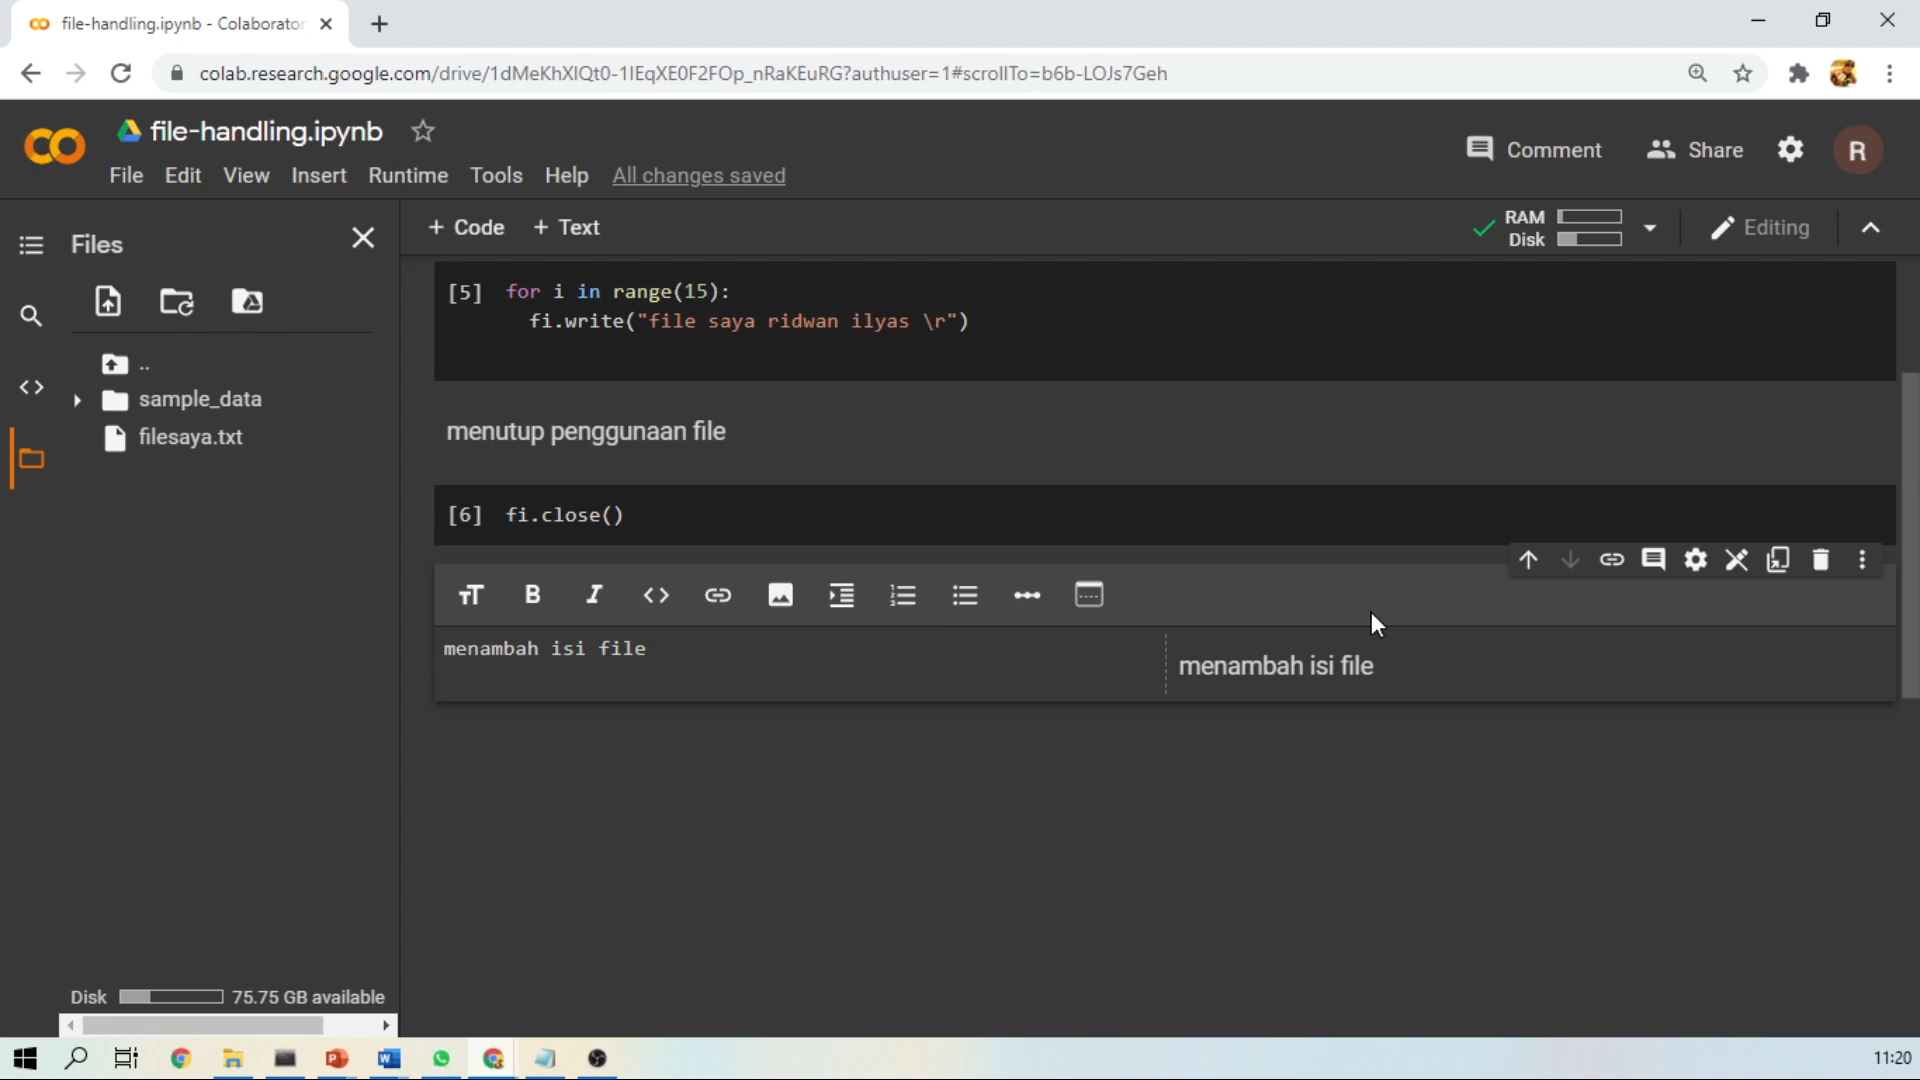 file-handling.ipynb - Colaborator
colab.research.google.com/drive/1dMeKhXIQt0-1IEqXE0F2FOp_nRaKEuRG?authuser=1#scrollTo=b6b-LOJs7Geh
file-handling.ipynb
File Edit View Insert Runtime Tools Help All changes saved
Comment Share R
Files
+ Code + Text
RAM
Disk
Editing
..
sample_data
filesaya.txt
[5] for i in range(15):
fi.write("file saya ridwan ilyas \r")
menutup penggunaan file
[6] fi.close()
menambah isi file
menambah isi file
Disk 75.75 GB available
11:20